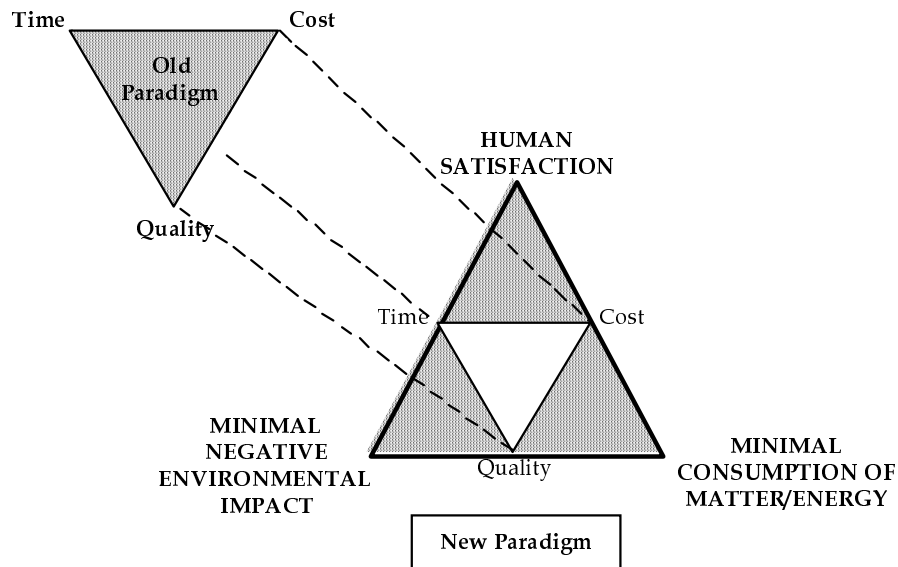 Time
Cost
Old
Paradigm
Quality
HUMAN
SATISFACTION
Time
Cost
MINIMAL
NEGATIVE
ENVIRONMENTAL
IMPACT
Quality
MINIMAL
CONSUMPTION OF
MATTER/ENERGY
New Paradigm